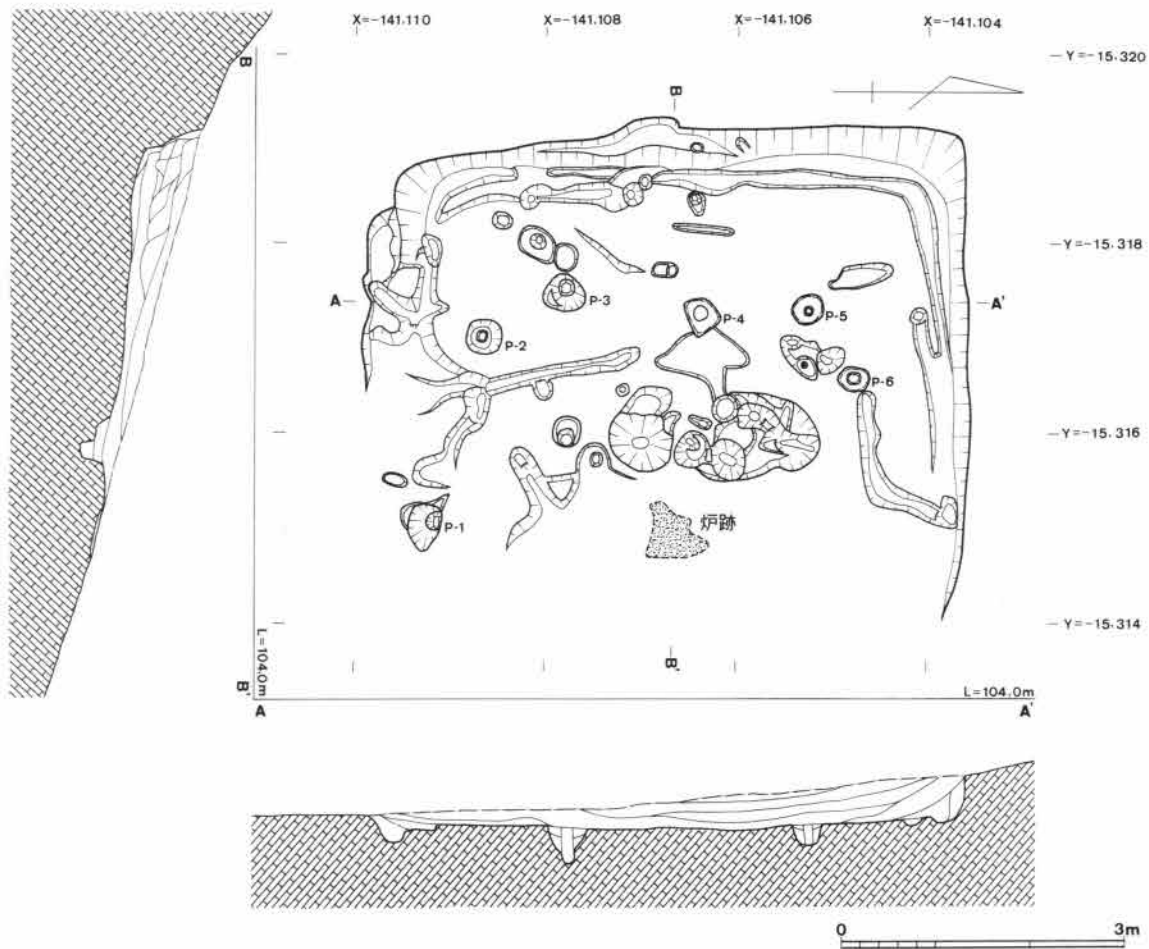 X=-141.110 X=-141.108 X=-141.106 X=-141.104
Y=-15.320
B
B
Y=-15.318
A
A'
P-3
P-4
P-5
P-2
P-6
Y=-15.316
P-1
炉跡
Y=-15.314
L=104.0m
B'
B'
L=104.0m
A
A'
0 3m